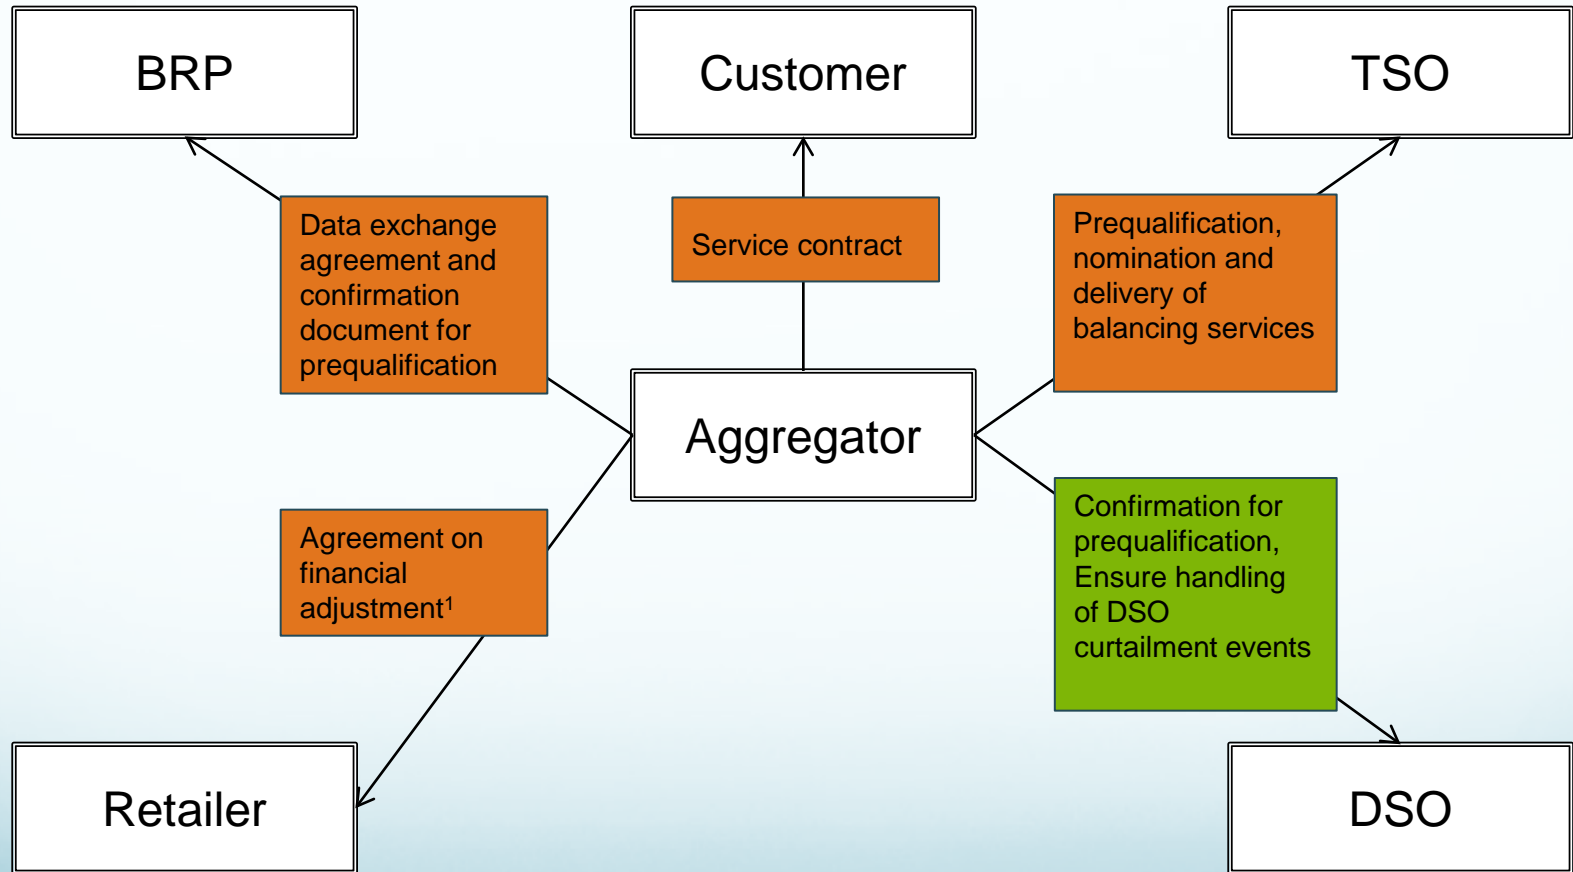 BRP
Customer
TSO
Data exchange
agreement and
confirmation
document for
prequalification
Service contract
Prequalification,
nomination and
delivery of
balancing services
Aggregator
Agreement on
financial
adjustment¹
Confirmation for
prequalification,
Ensure handling
of DSO
curtailment events
Retailer
DSO